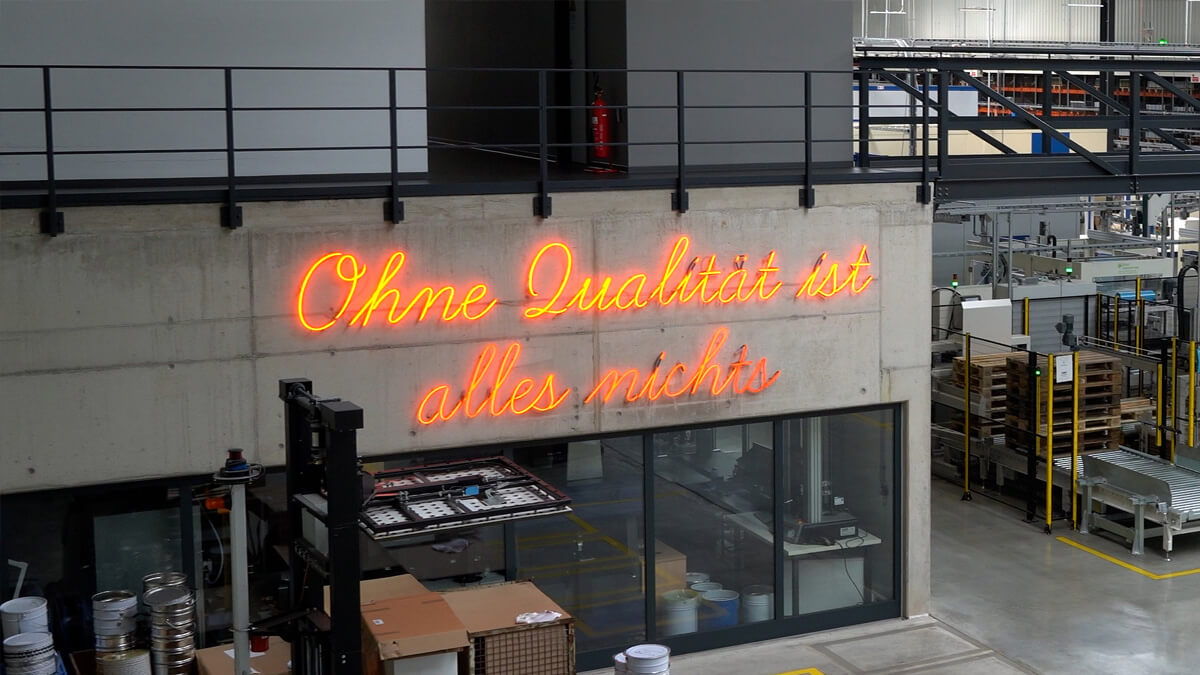 Ohne Qualität ist
alles nichts